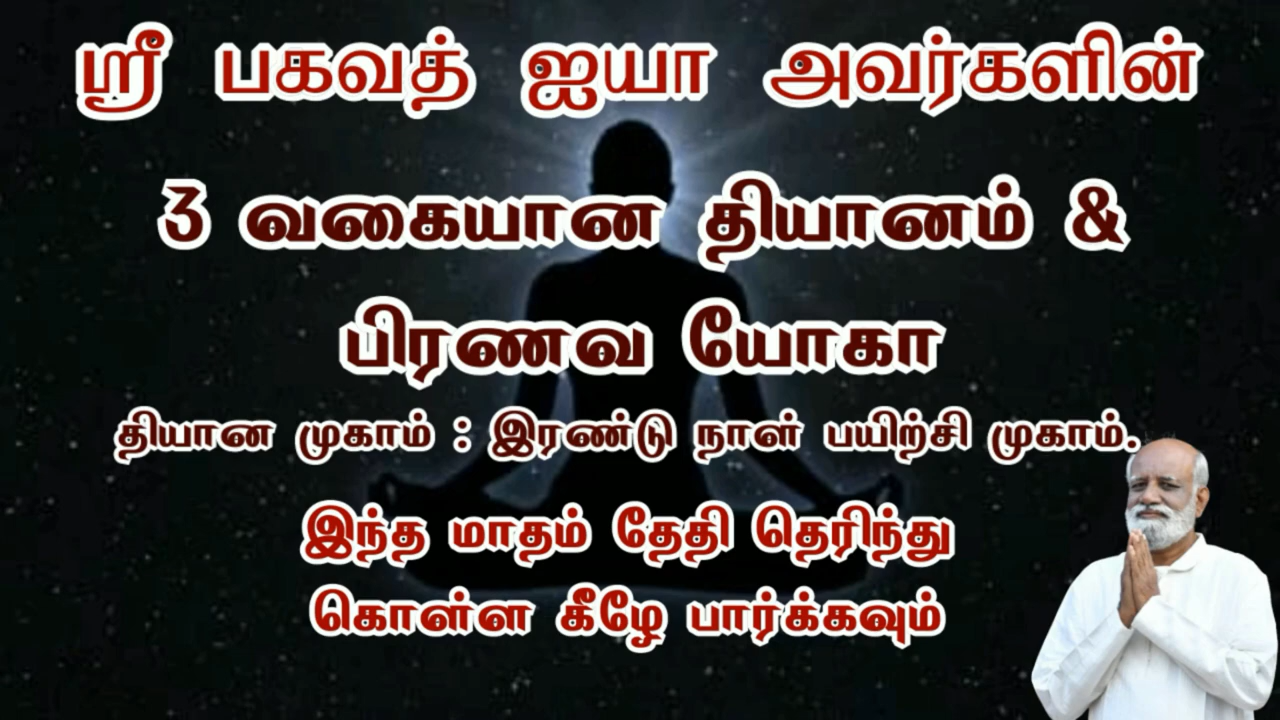 ஸ்ரீ பகவத் ஐயா அவர்களின்
3 வகையான தியானம் &
பிரணவ யோகா
தியான முகாம் : இரண்டு நாள் பயிற்சி முகாம்.
இந்த மாதம் தேதி தெரிந்து
கொள்ள கீழே பார்க்கவும்